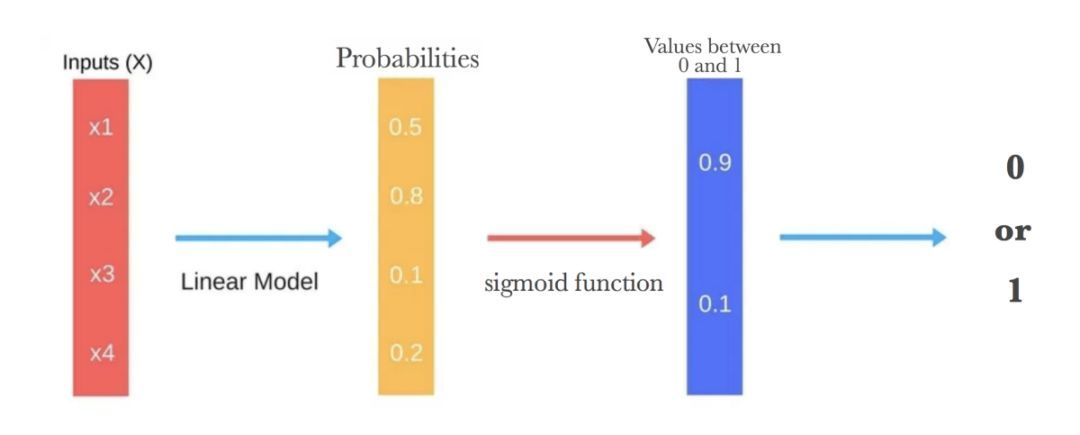 Inputs (X)
x1
x2
x3
x4
Linear Model
Probabilities
0.5
0.8
0.1
0.2
sigmoid function
Values between
0 and 1
0.9
0.1
0
or
1